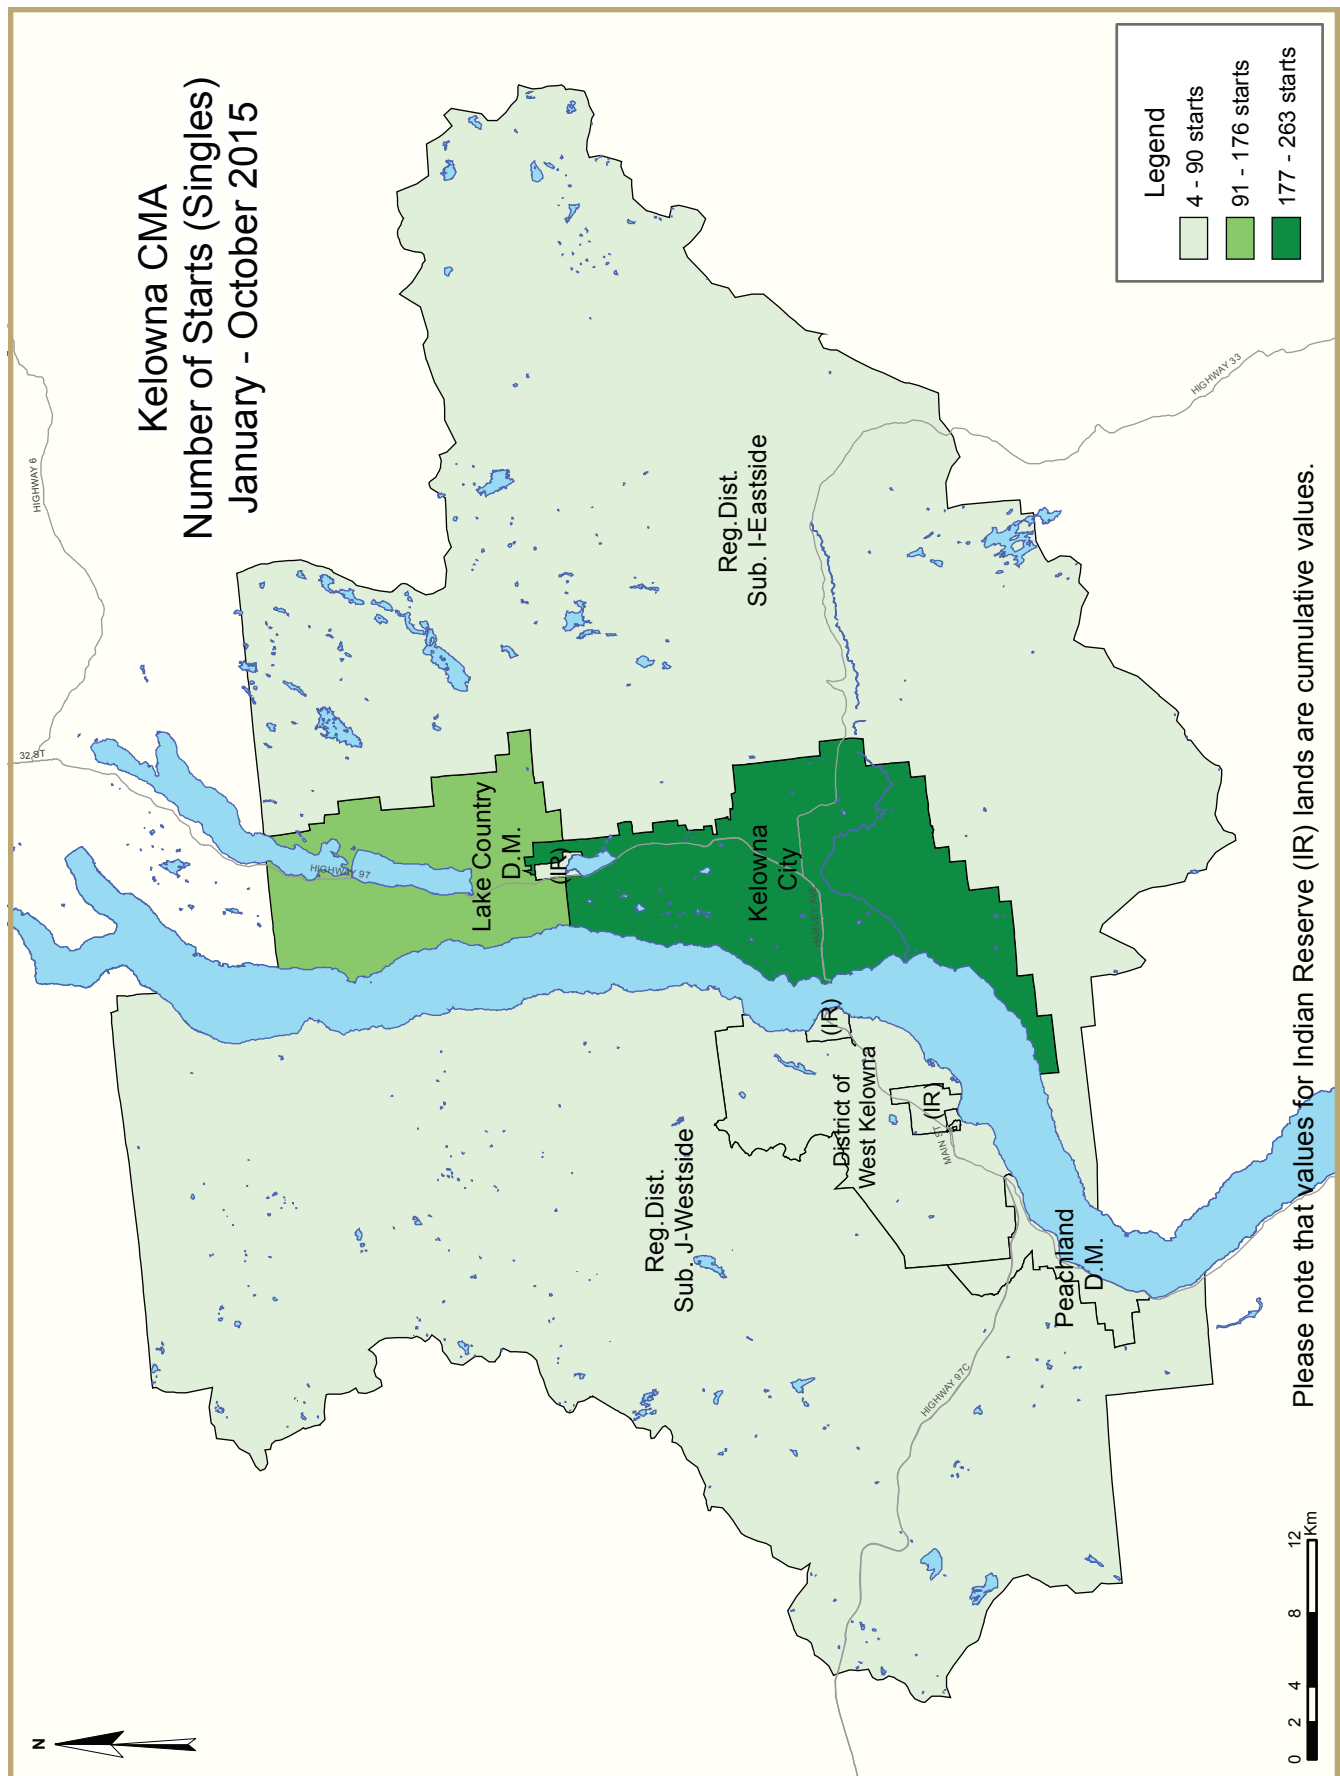 Kelowna CMA
Number of Starts (Singles)
January - October 2015
N
HIGHWAY 6
32 ST
HIGHWAY 97
Lake Country
D.M.
(IR)
Reg.Dist.
Sub. I-Eastside
Kelowna
City
Reg.Dist.
Sub. J-Westside
(IR)
District of
West Kelowna
(IR)
MAIN ST
Peachland
D.M.
HIGHWAY 97C
HIGHWAY 33
Legend
4 - 90 starts
91 - 176 starts
177 - 263 starts
0 2 4 8 12
Km
Please note that values for Indian Reserve (IR) lands are cumulative values.